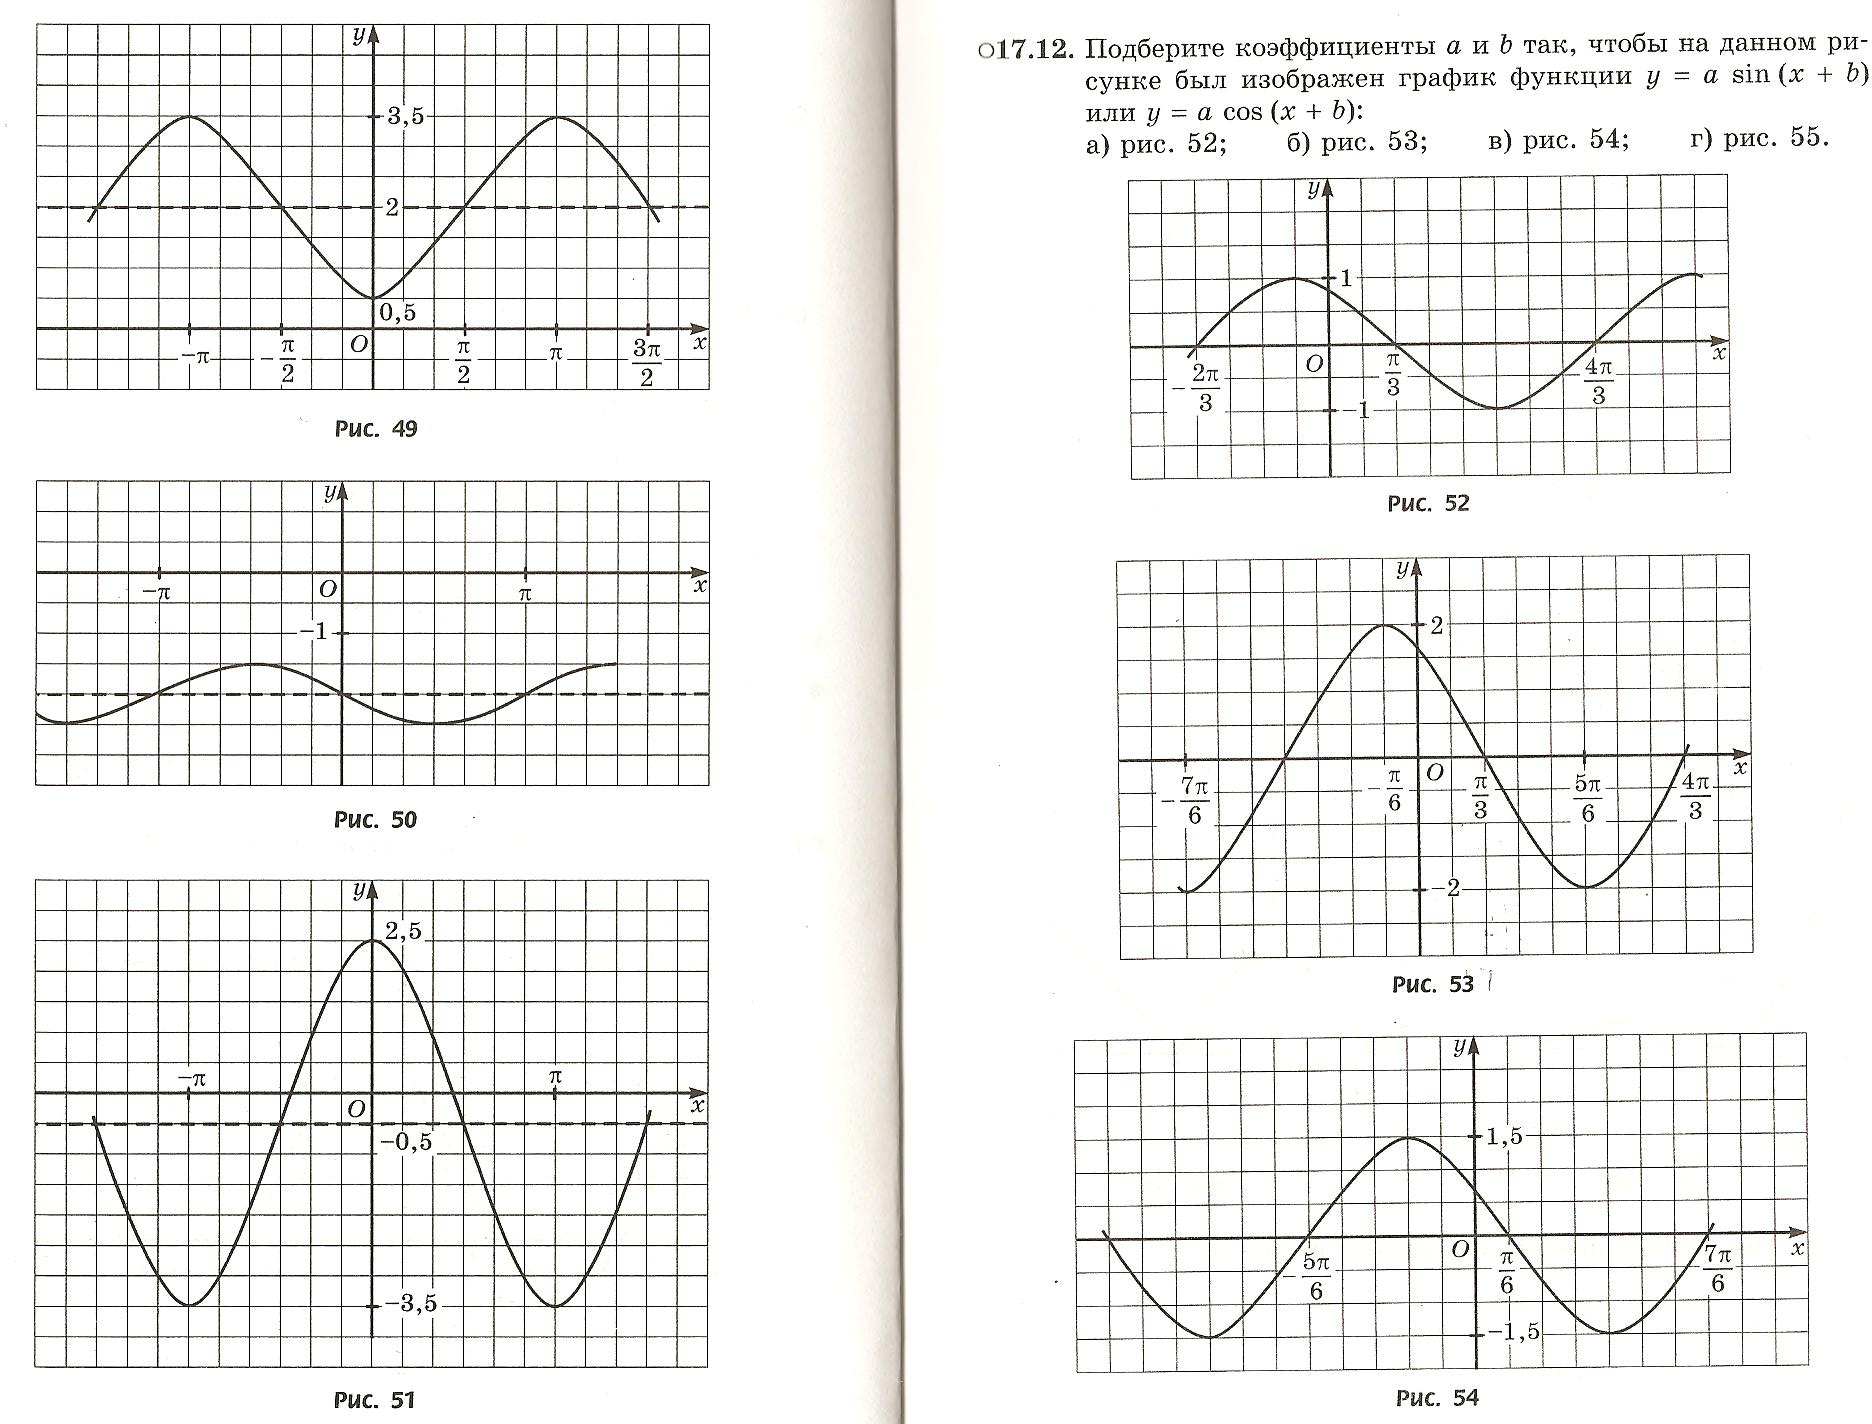 y
3,5
2
0,5
−π
−π/2
O
π/2
π
3π/2
x
Рис. 49
y
−π
O
π
x
−1
Рис. 50
y
2,5
−π
π
O
x
−0,5
−3,5
Рис. 51
17.12. Подберите коэффициенты a и b так, чтобы на данном ри-
сунке был изображен график функции y = a sin (x + b)
или y = a cos (x + b):
а) рис. 52; б) рис. 53; в) рис. 54; г) рис. 55.
y
1
−2π/3
O
π/3
4π/3
x
−1
Рис. 52
y
2
−7π/6
−π/6
O
π/3
5π/6
4π/3
x
−2
Рис. 53
y
1,5
−5π/6
O
π/6
7π/6
x
−1,5
Рис. 54